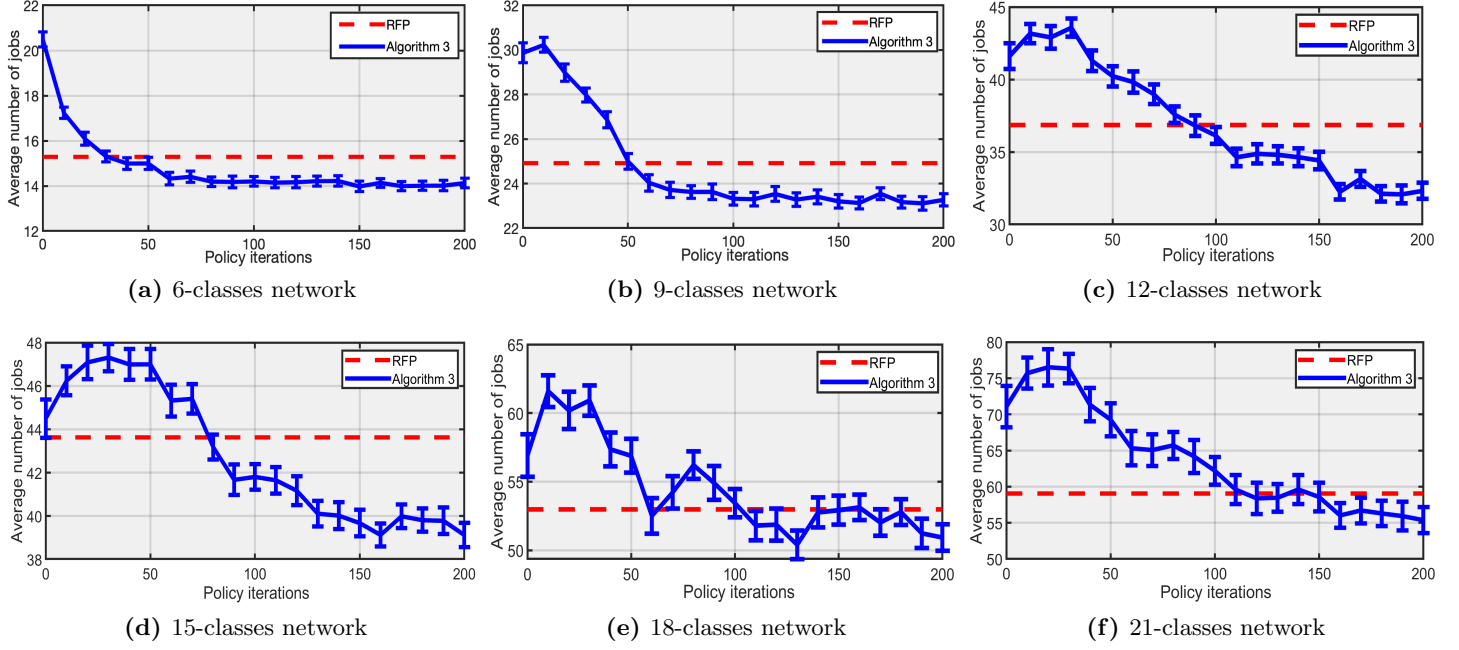 Average number of jobs
22
20
18
16
14
12
0
50
100
150
200
Policy iterations
RFP
Algorithm 3
(a) 6-classes network
Average number of jobs
32
30
28
26
24
22
0
50
100
150
200
Policy iterations
RFP
Algorithm 3
(b) 9-classes network
Average number of jobs
45
40
35
30
0
50
100
150
200
Policy iterations
RFP
Algorithm 3
(c) 12-classes network
Average number of jobs
48
46
44
42
40
38
0
50
100
150
200
Policy iterations
RFP
Algorithm 3
(d) 15-classes network
Average number of jobs
65
60
55
50
0
50
100
150
200
Policy iterations
RFP
Algorithm 3
(e) 18-classes network
Average number of jobs
80
75
70
65
60
55
50
0
50
100
150
200
Policy iterations
RFP
Algorithm 3
(f) 21-classes network